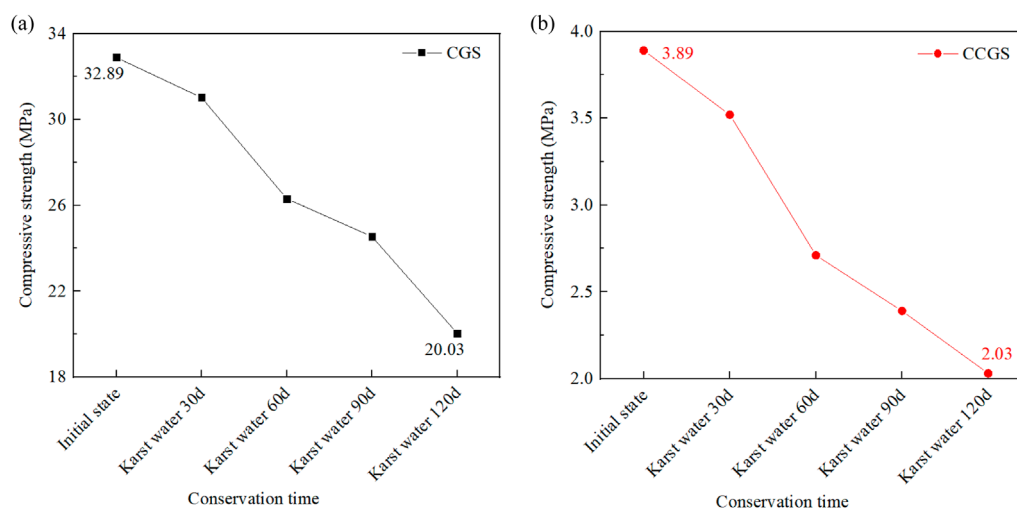 (a)
CGS
32.89
20.03
34
30
26
22
18
Compressive strength (MPa)
Initial state
Karst water 30d
Karst water 60d
Karst water 90d
Karst water 120d
Conservation time
(b)
CCGS
3.89
2.03
4.0
3.5
3.0
2.5
2.0
Compressive strength (MPa)
Initial state
Karst water 30d
Karst water 60d
Karst water 90d
Karst water 120d
Conservation time